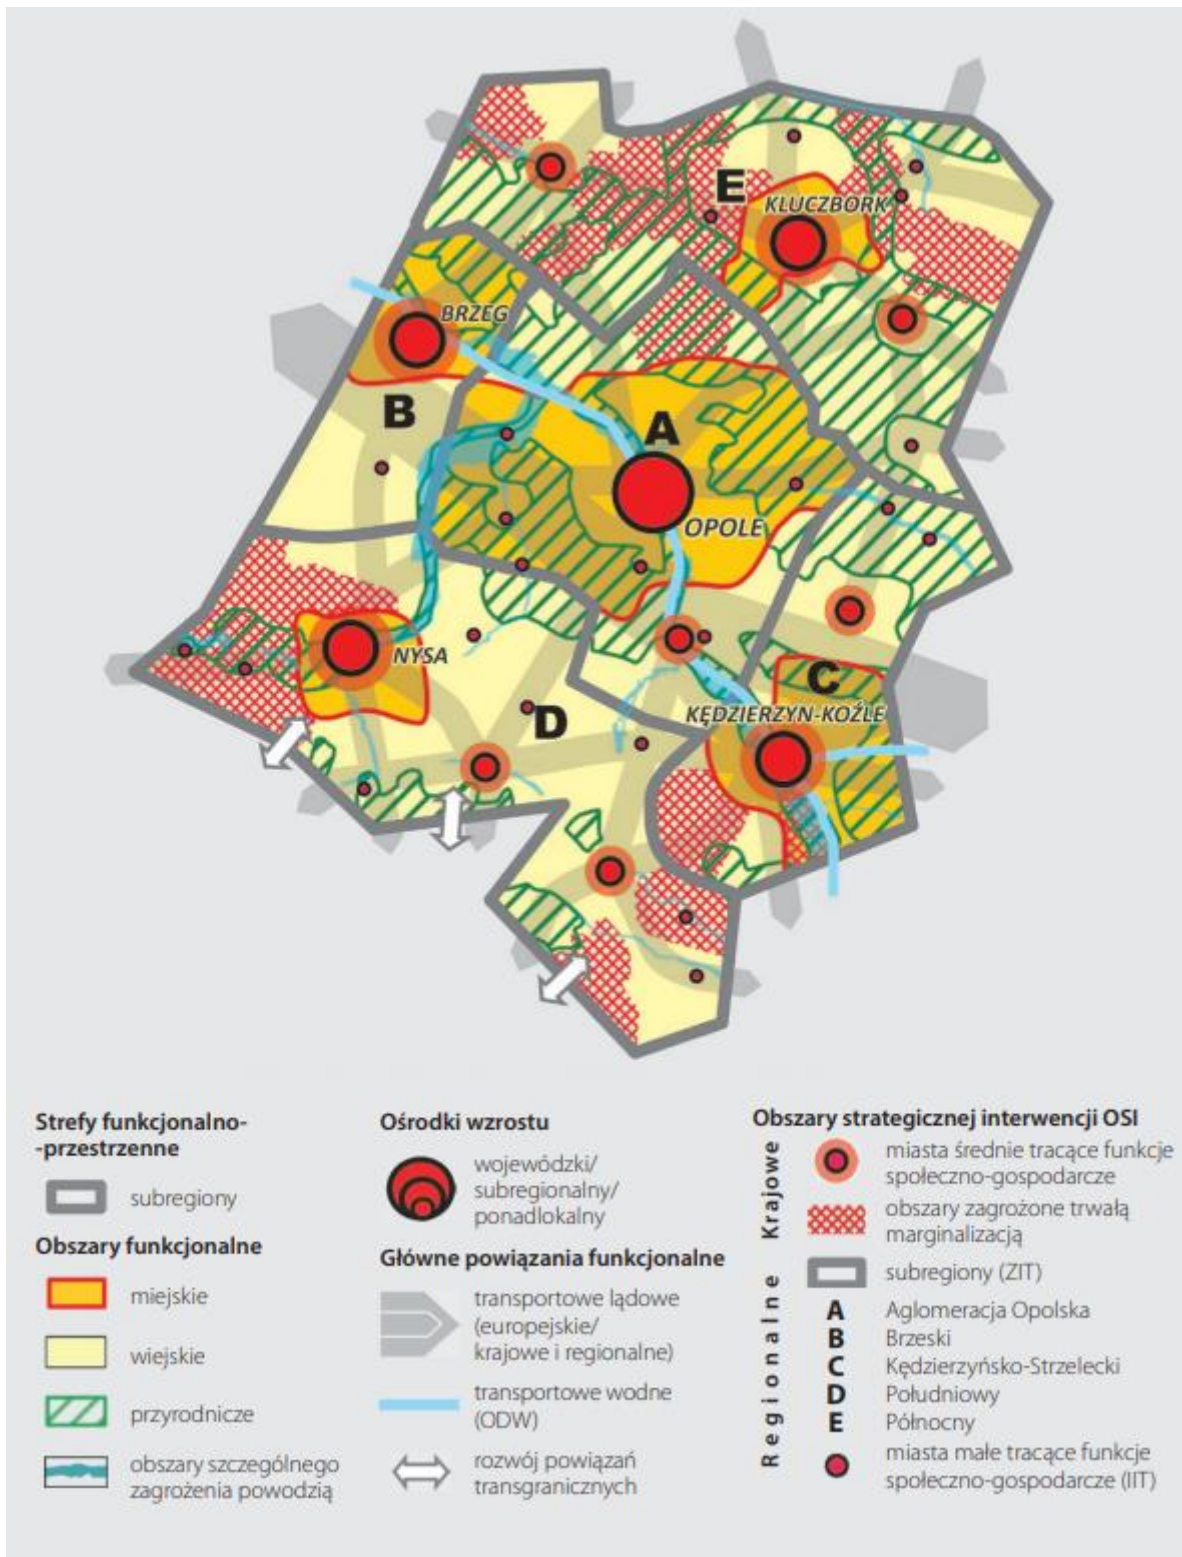 E
KLUCZBORK
BRZEG
B
A
OPOLE
NYSA
C
D
KĘDZIERZYN-KOŹLE
Strefy funkcjonalno-
-przestrzenne
subregiony
Obszary funkcjonalne
miejskie
wiejskie
przyrodnicze
obszary szczególnego
zagrożenia powodzią
Ośrodki wzrostu
wojewódzki/
subregionalny/
ponadlokalny
Główne powiązania funkcjonalne
transportowe lądowe
(europejskie/
krajowe i regionalne)
transportowe wodne
(ODW)
rozwój powiązań
transgranicznych
Obszary strategicznej interwencji OSI
Krajowe
miasta średnie tracące funkcje
społeczno-gospodarcze
obszary zagrożone trwałą
marginalizacją
Regionalne
subregiony (ZIT)
A Aglomeracja Opolska
B Brzeski
C Kędzierzyńsko-Strzelecki
D Południowy
E Północny
miasta małe tracące funkcje
społeczno-gospodarcze (IIT)